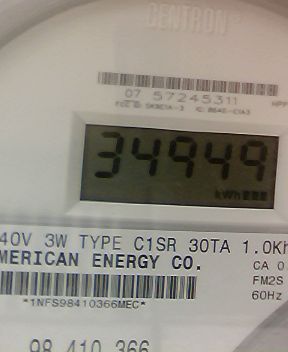 CENTRON
07 57245311
34949
kWh
40V 3W TYPE C1SR 30TA 1.0Kh
MERICAN ENERGY CO.
CA 0
FM2S
60Hz
*1NFS98410366MEC*
98 410 366